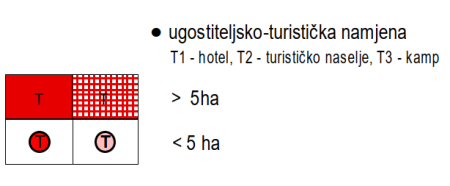 ● ugostiteljsko-turistička namjena
T1 - hotel, T2 - turističko naselje, T3 - kamp
T T > 5ha
T T < 5 ha